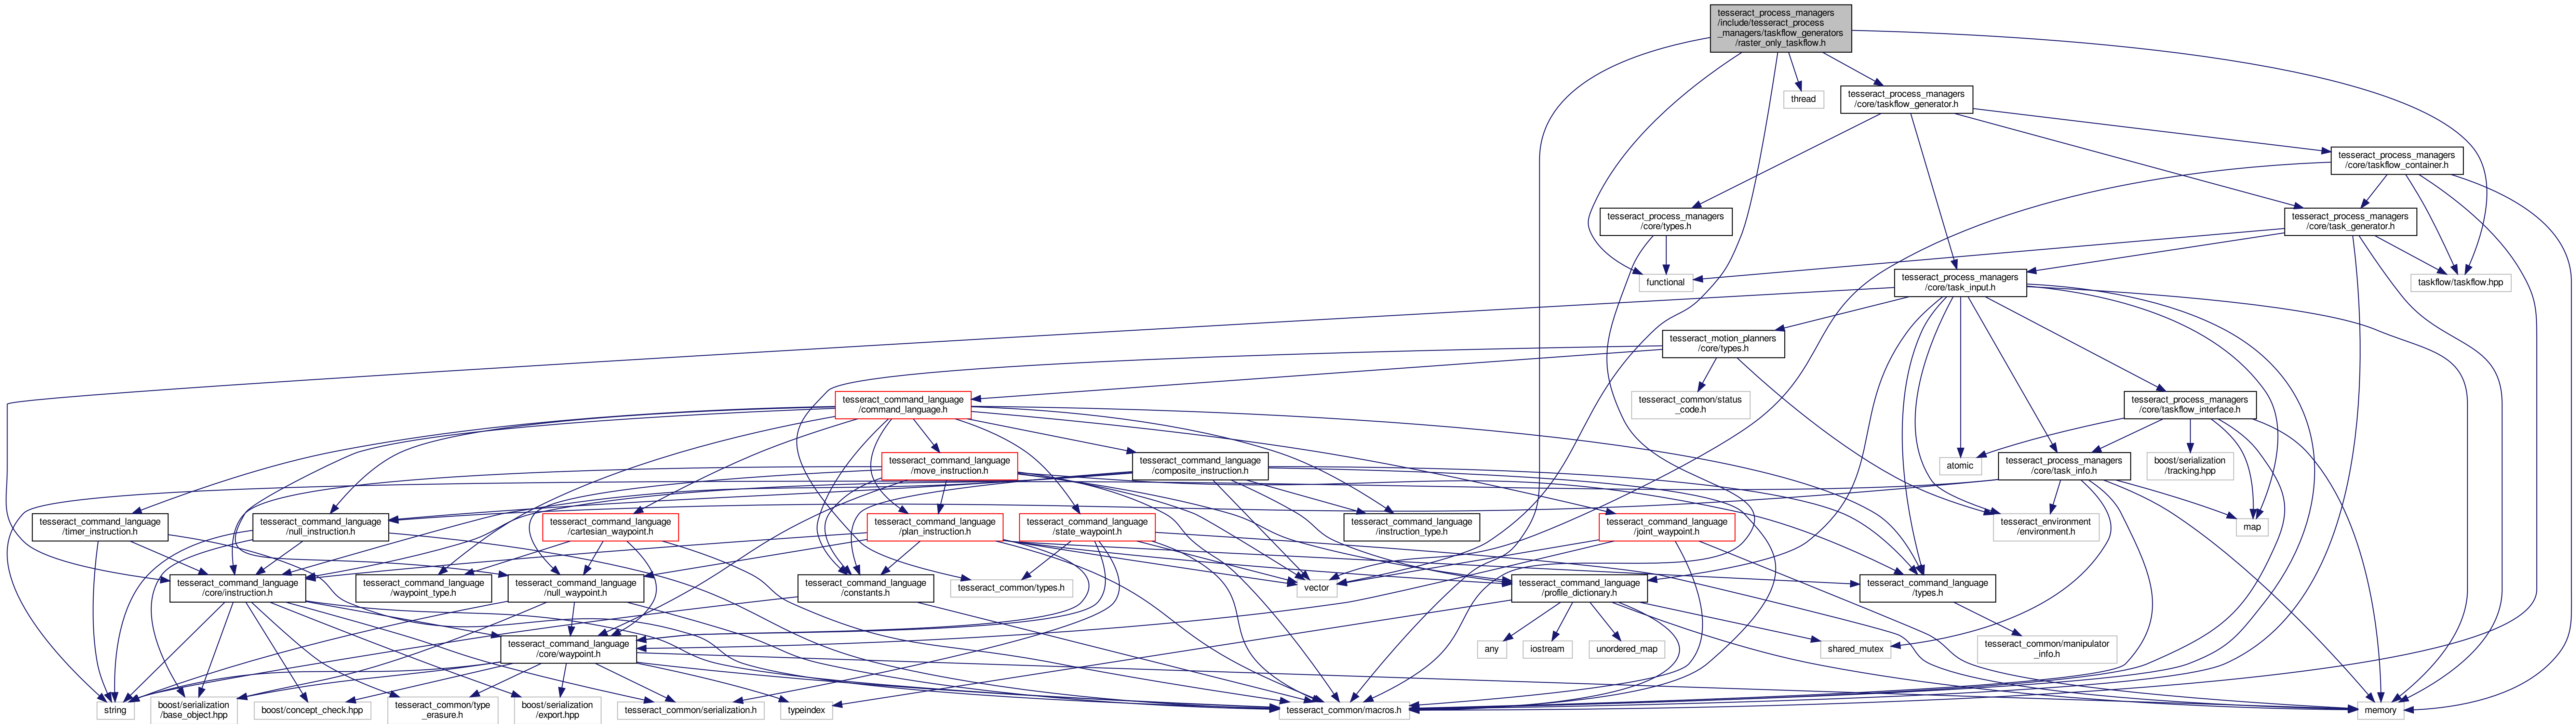 tesseract_process_managers
/include/tesseract_process
_managers/taskflow_generators
/raster_only_taskflow.h
thread
tesseract_process_managers
/core/taskflow_generator.h
tesseract_process_managers
/core/taskflow_container.h
tesseract_process_managers
/core/types.h
tesseract_process_managers
/core/task_generator.h
functional
tesseract_process_managers
/core/task_input.h
taskflow/taskflow.hpp
tesseract_motion_planners
/core/types.h
tesseract_command_language
/command_language.h
tesseract_common/status
_code.h
tesseract_process_managers
/core/taskflow_interface.h
tesseract_command_language
/move_instruction.h
tesseract_command_language
/composite_instruction.h
atomic
tesseract_process_managers
/core/task_info.h
boost/serialization
/tracking.hpp
tesseract_command_language
/timer_instruction.h
tesseract_command_language
/null_instruction.h
tesseract_command_language
/cartesian_waypoint.h
tesseract_command_language
/plan_instruction.h
tesseract_command_language
/state_waypoint.h
tesseract_command_language
/instruction_type.h
tesseract_command_language
/joint_waypoint.h
tesseract_environment
/environment.h
map
tesseract_command_language
/core/instruction.h
tesseract_command_language
/waypoint_type.h
tesseract_command_language
/null_waypoint.h
tesseract_command_language
/constants.h
tesseract_common/types.h
vector
tesseract_command_language
/profile_dictionary.h
tesseract_command_language
/types.h
tesseract_command_language
/core/waypoint.h
any
iostream
unordered_map
shared_mutex
tesseract_common/manipulator
_info.h
string
boost/serialization
/base_object.hpp
boost/concept_check.hpp
tesseract_common/type
_erasure.h
boost/serialization
/export.hpp
tesseract_common/serialization.h
typeindex
tesseract_common/macros.h
memory